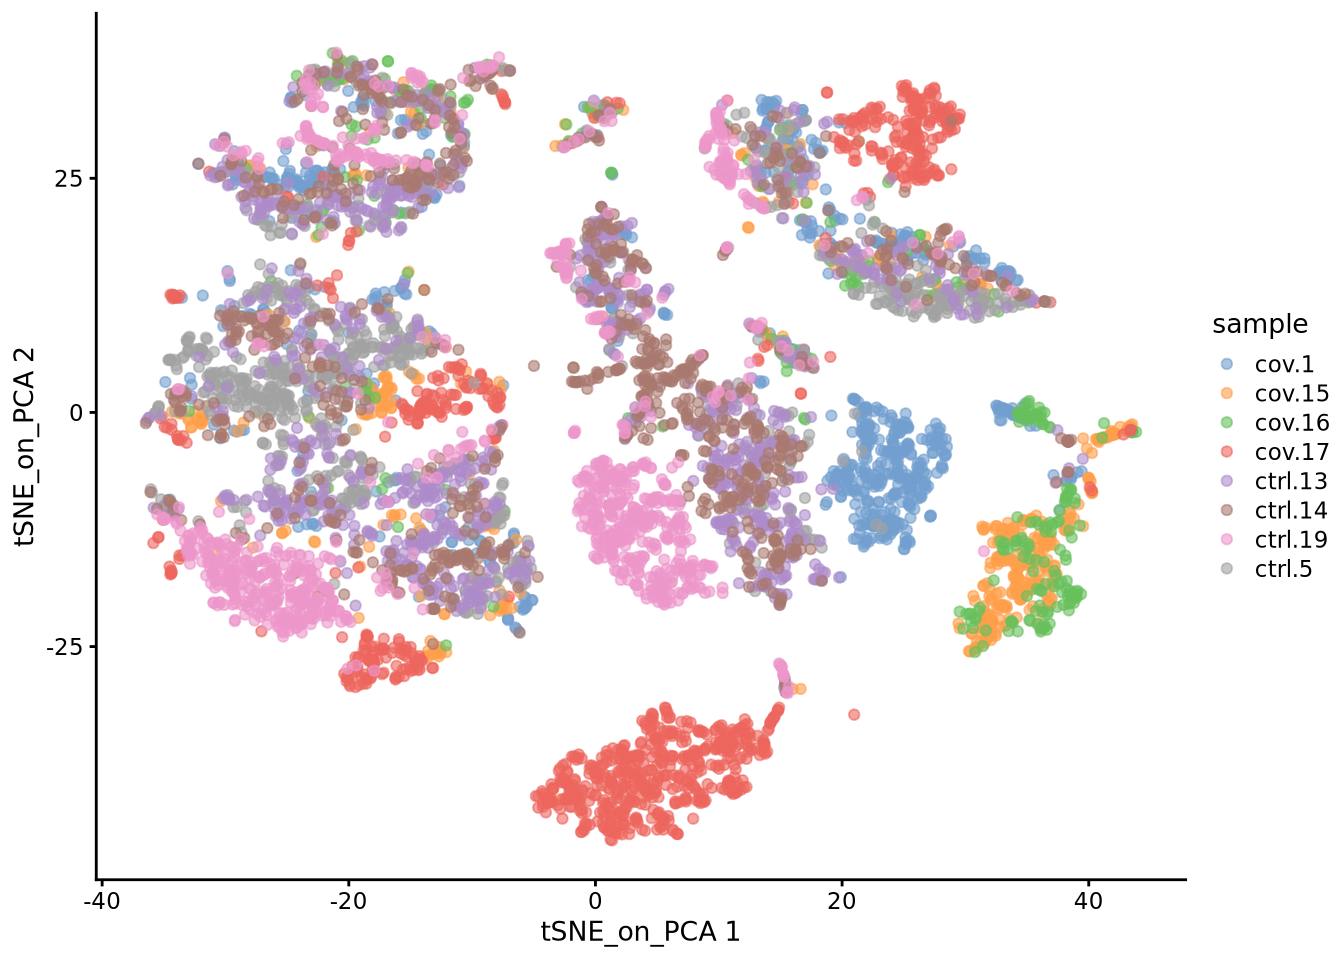 25
0
-25
-40
-20
0
20
40
tSNE_on_PCA 1
tSNE_on_PCA 2
sample
cov.1
cov.15
cov.16
cov.17
ctrl.13
ctrl.14
ctrl.19
ctrl.5